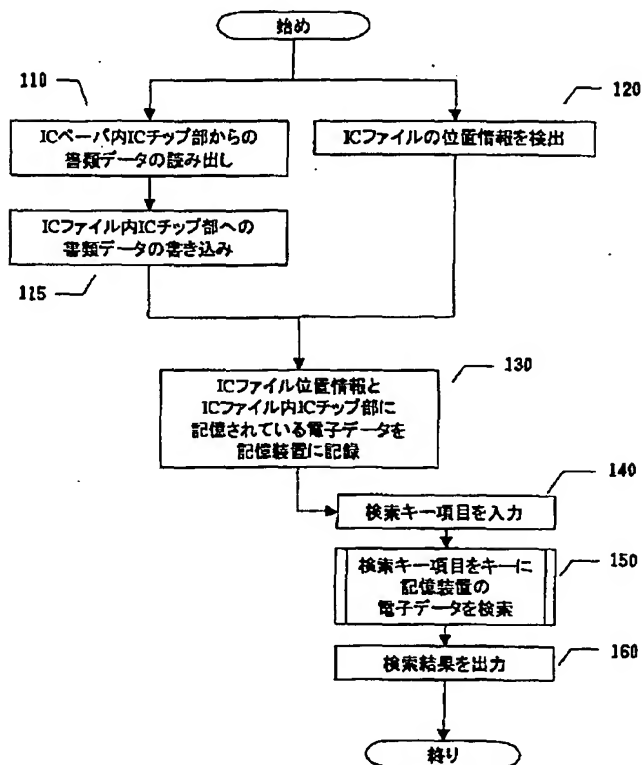 始め
110
120
ICペーパ内ICチップ部からの
書類データの読み出し
ICファイルの位置情報を検出
ICファイル内ICチップ部への
書類データの書き込み
115
130
ICファイル位置情報と
ICファイル内ICチップ部に
記憶されている電子データを
記憶装置に記録
140
検索キー項目を入力
検索キー項目をキーに
記憶装置の
電子データを検索
150
160
検索結果を出力
終り